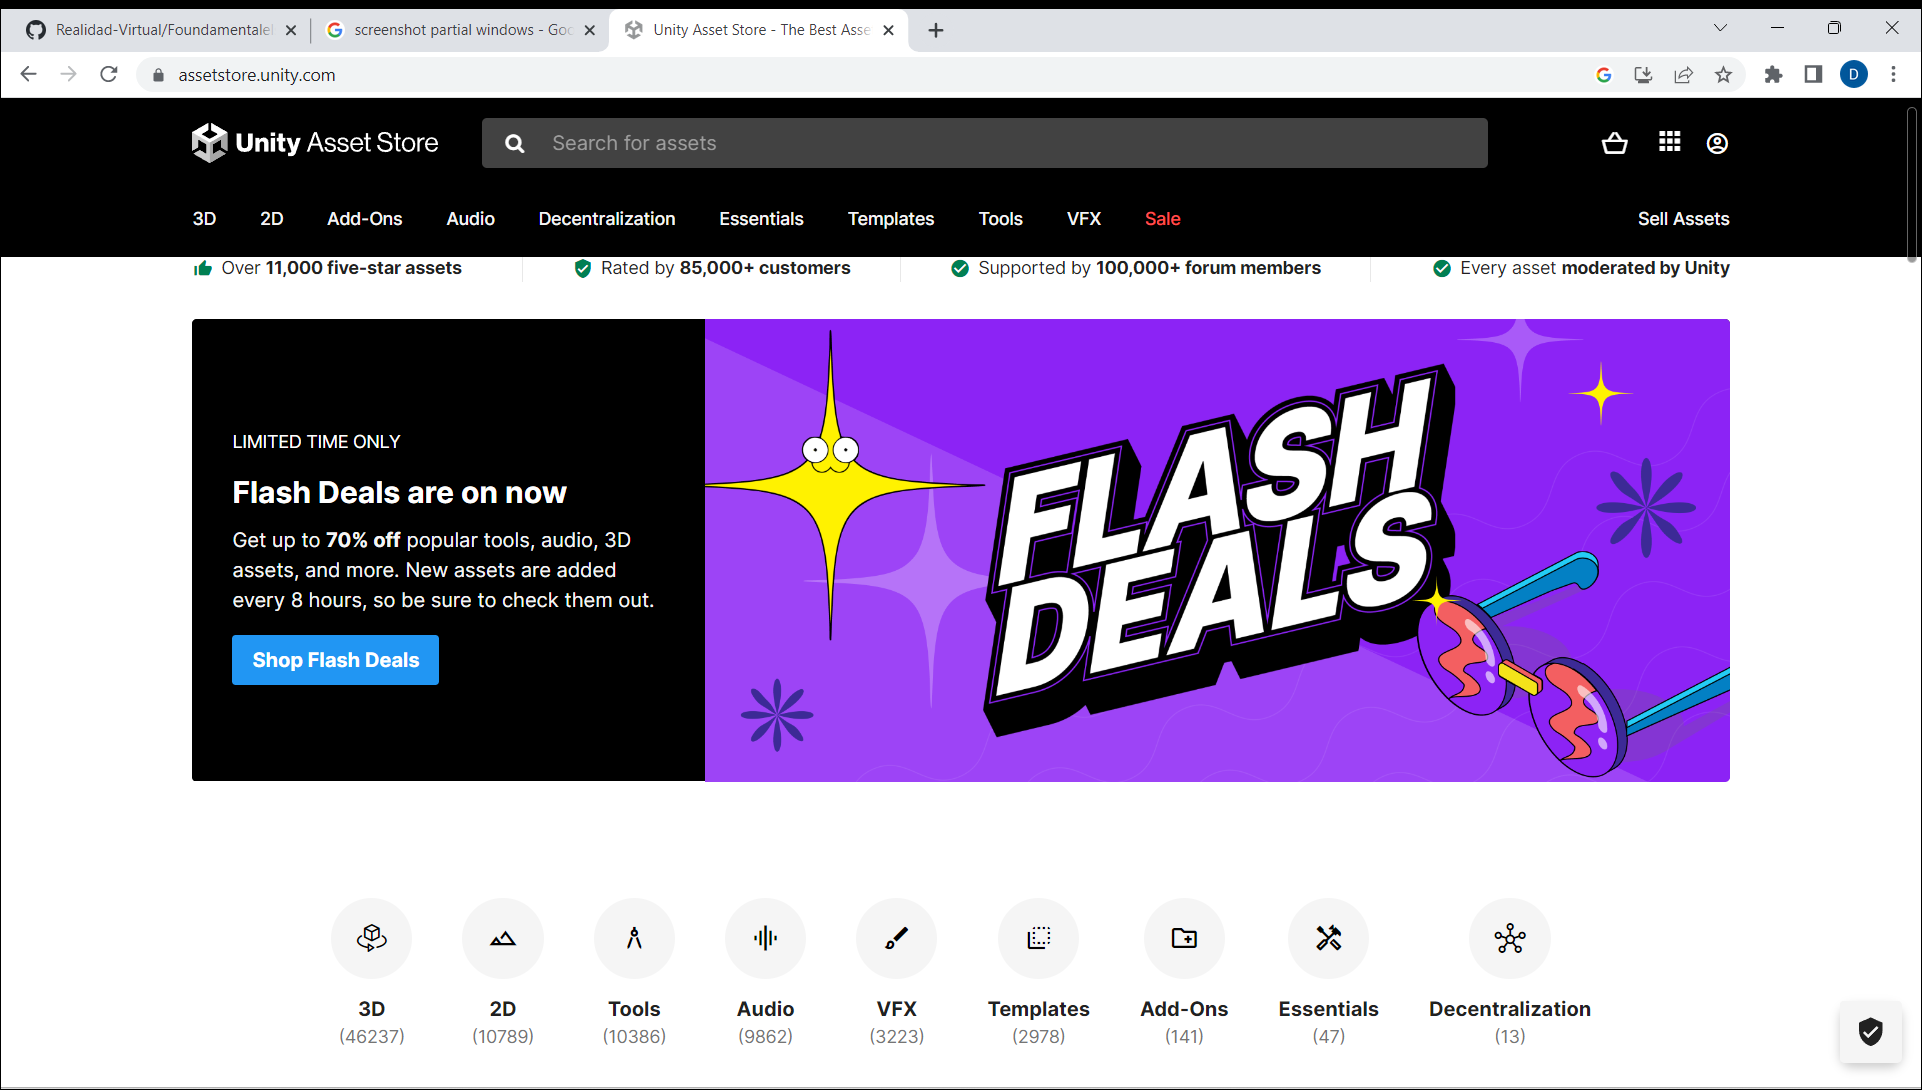 Realidad-Virtual/Foundamentale
screenshot partial windows - Goo
Unity Asset Store - The Best Asse
assetstore.unity.com
D
Unity Asset Store
Search for assets
3D 2D Add-Ons Audio Decentralization Essentials Templates Tools VFX Sale Sell Assets
Over 11,000 five-star assets
Rated by 85,000+ customers
Supported by 100,000+ forum members
Every asset moderated by Unity
LIMITED TIME ONLY
Flash Deals are on now
Get up to 70% off popular tools, audio, 3D
assets, and more. New assets are added
every 8 hours, so be sure to check them out.
Shop Flash Deals
FLASH
DEALS
3D 2D Tools Audio VFX Templates Add-Ons Essentials Decentralization
(46237) (10789) (10386) (9862) (3223) (2978) (141) (47) (13)